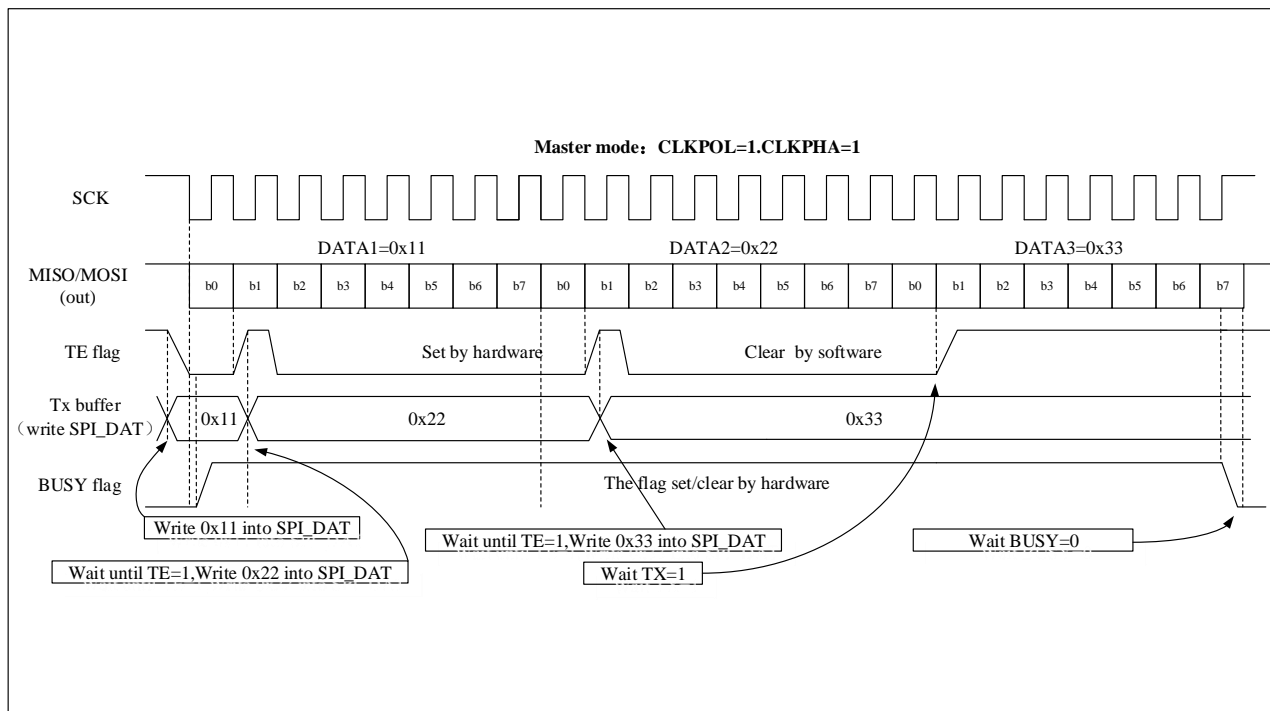 Master mode：CLKPOL=1.CLKPHA=1
SCK
DATA1=0x11 DATA2=0x22 DATA3=0x33
MISO/MOSI
(out)
b0 b1 b2 b3 b4 b5 b6 b7 b0 b1 b2 b3 b4 b5 b6 b7 b0 b1 b2 b3 b4 b5 b6 b7
TE flag
Set by hardware Clear by software
Tx buffer
（write SPI_DAT）
0x11 0x22 0x33
BUSY flag
The flag set/clear by hardware
Write 0x11 into SPI_DAT
Wait until TE=1,Write 0x33 into SPI_DAT
Wait BUSY=0
Wait until TE=1,Write 0x22 into SPI_DAT
Wait TX=1